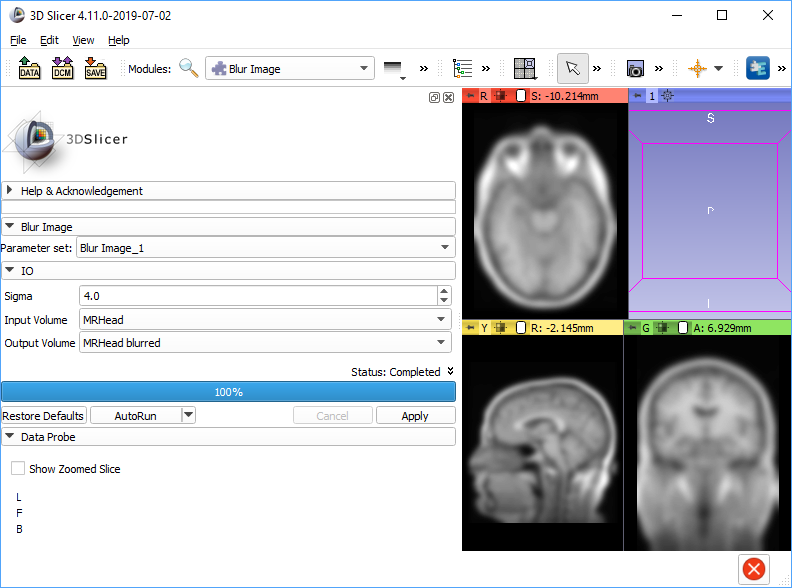 3D Slicer 4.11.0-2019-07-02
File Edit View Help
DATA DCM SAVE Modules: Blur Image » » » » »
3DSlicer
Help & Acknowledgement
Blur Image
Parameter set: Blur Image_1
IO
Sigma 4.0
Input Volume MRHead
Output Volume MRHead blurred
Status: Completed
100%
Restore Defaults AutoRun Cancel Apply
Data Probe
Show Zoomed Slice
L
F
B
R S: -10.214mm
1
S
P
I
Y R: -2.145mm
G A: 6.929mm